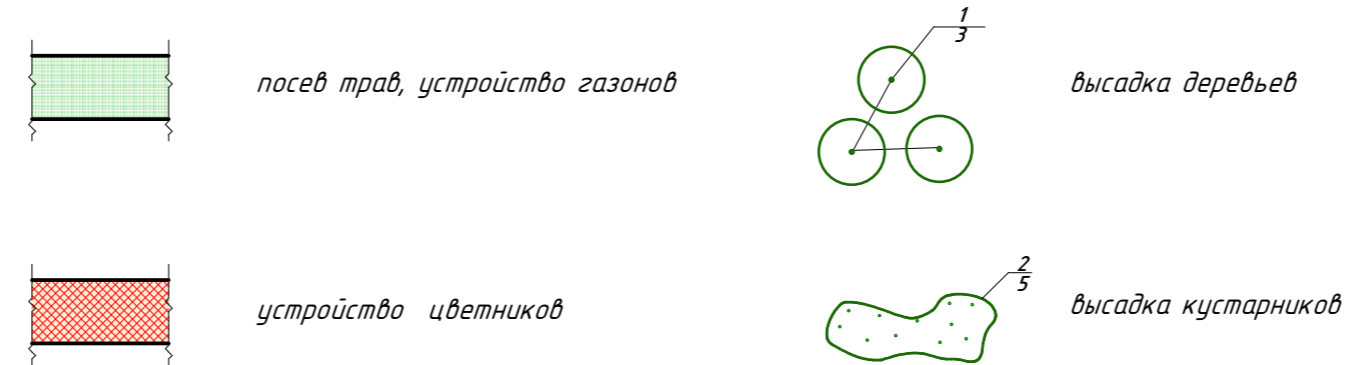 1
3
посев трав, устройство газонов
высадка деревьев
2
5
устройство цветников
высадка кустарников